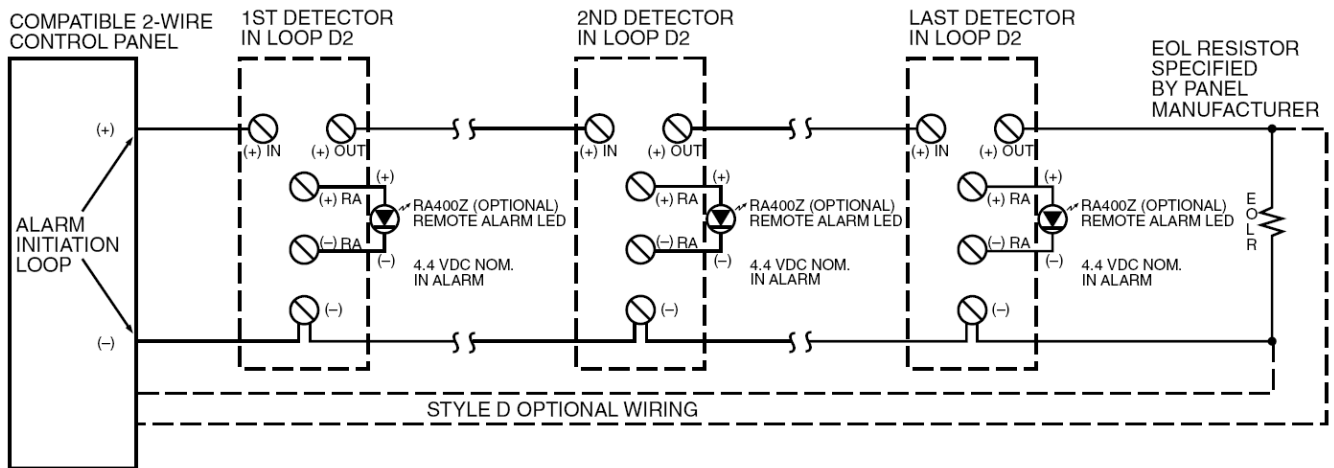 COMPATIBLE 2-WIRE
CONTROL PANEL
1ST DETECTOR
IN LOOP D2
2ND DETECTOR
IN LOOP D2
LAST DETECTOR
IN LOOP D2
EOL RESISTOR
SPECIFIED
BY PANEL
MANUFACTURER
(+)
(+) IN
(+) OUT
(+) IN
(+) OUT
(+) IN
(+) OUT
ALARM
INITIATION
LOOP
(+) RA
(+)
RA400Z (OPTIONAL)
REMOTE ALARM LED
(–) RA
(–)
4.4 VDC NOM.
IN ALARM
(–)
(+) RA
(+)
RA400Z (OPTIONAL)
REMOTE ALARM LED
(–) RA
(–)
4.4 VDC NOM.
IN ALARM
(–)
(+) RA
(+)
RA400Z (OPTIONAL)
REMOTE ALARM LED
(–) RA
(–)
4.4 VDC NOM.
IN ALARM
(–)
EOLR
(–)
STYLE D OPTIONAL WIRING